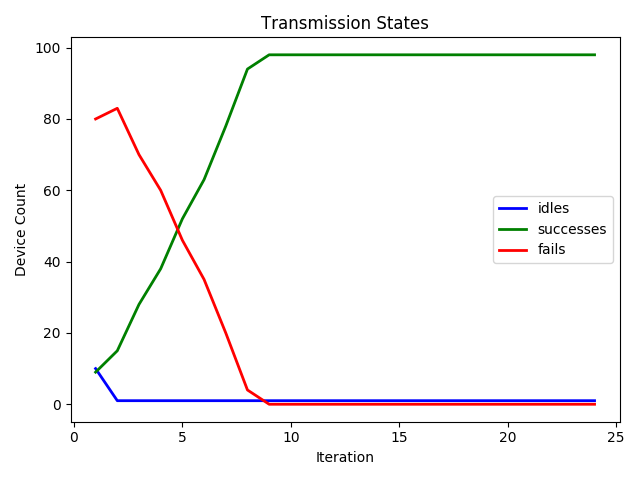 Transmission States
Device Count
100
80
60
40
20
0
idles
successes
fails
0 5 10 15 20 25
Iteration